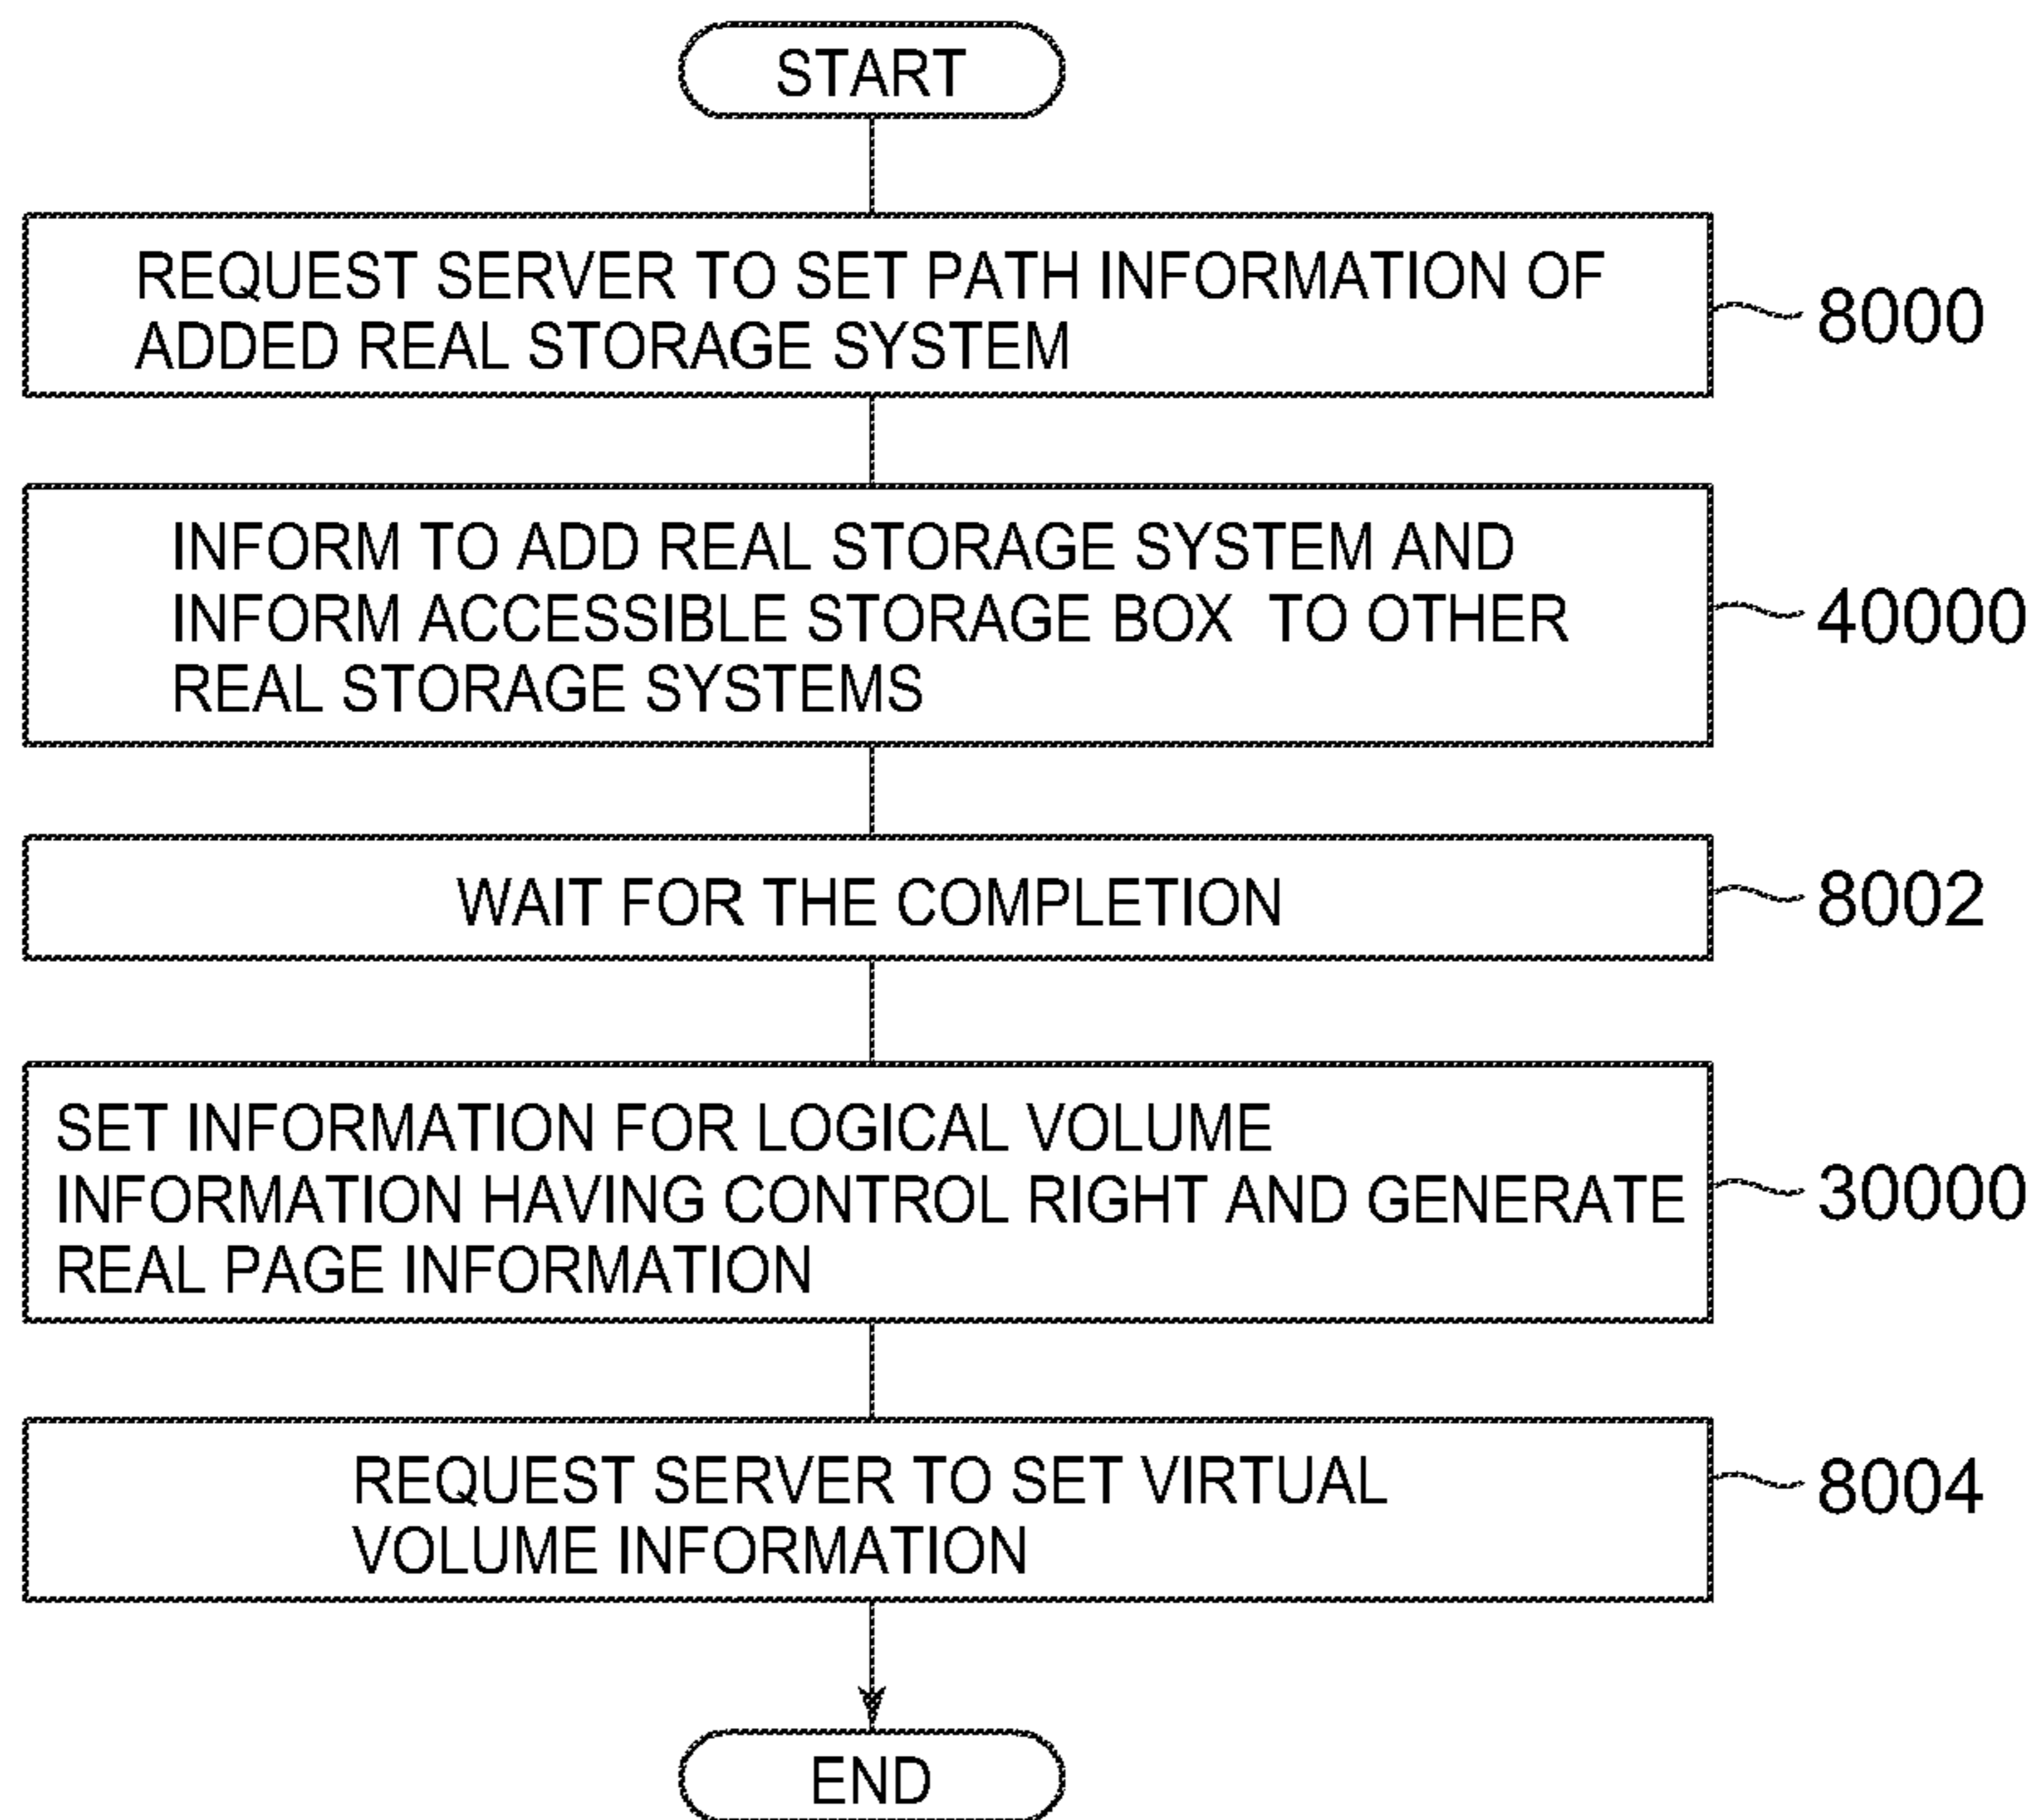 START
REQUEST SERVER TO SET PATH INFORMATION OF
ADDED REAL STORAGE SYSTEM
8000
INFORM TO ADD REAL STORAGE SYSTEM AND
INFORM ACCESSIBLE STORAGE BOX TO OTHER
REAL STORAGE SYSTEMS
40000
WAIT FOR THE COMPLETION
8002
SET INFORMATION FOR LOGICAL VOLUME
INFORMATION HAVING CONTROL RIGHT AND GENERATE
REAL PAGE INFORMATION
30000
REQUEST SERVER TO SET VIRTUAL
VOLUME INFORMATION
8004
END